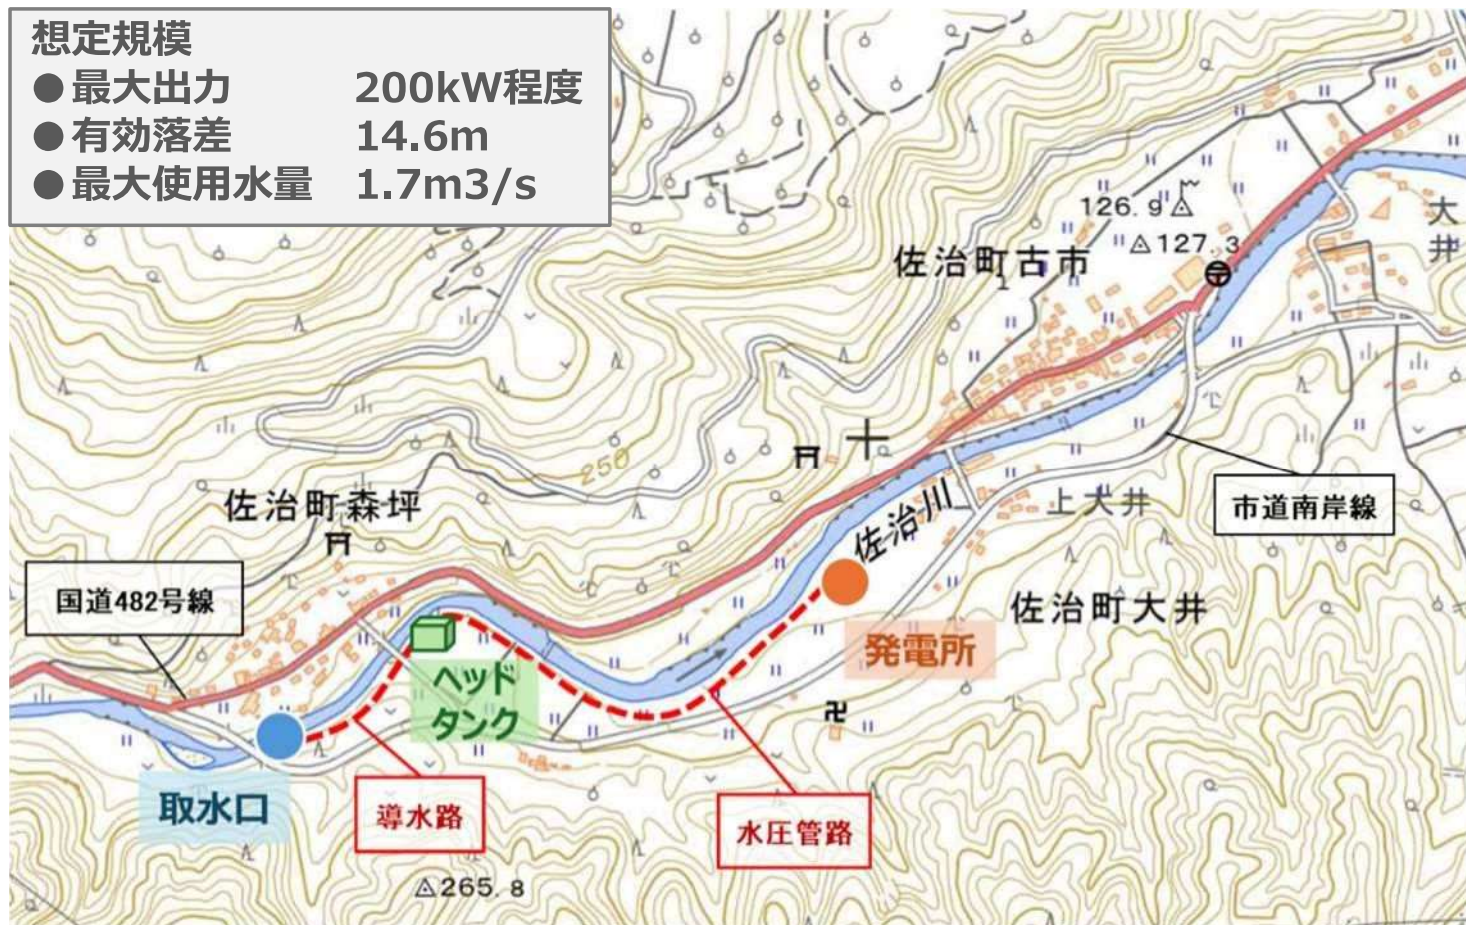 想定規模
●最大出力 200kW程度
●有効落差 14.6m
●最大使用水量 1.7m3/s
126.9
127.3
大井
佐治町古市
250
佐治町森坪
佐治川
上大井
市道南岸線
国道482号線
佐治町大井
発電所
ヘッド
タンク
取水口
導水路
水圧管路
265.8